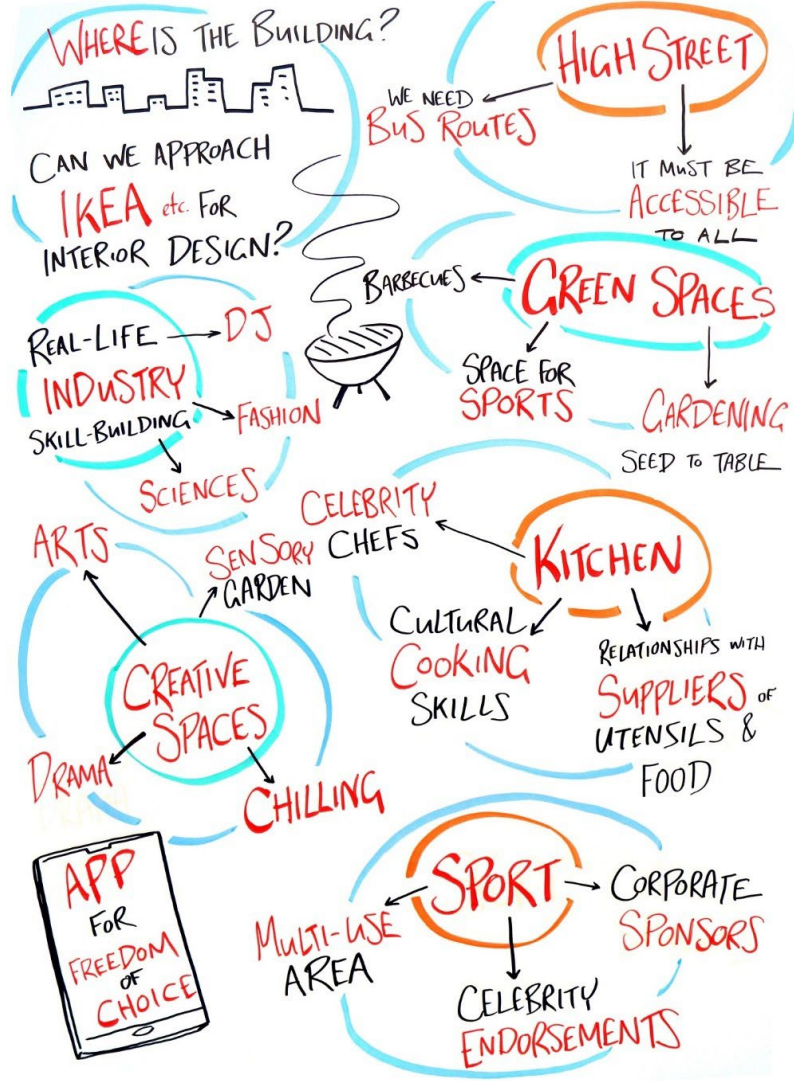 WHERE IS THE BUILDING?
CAN WE APPROACH
IKEA etc. FOR
INTERIOR DESIGN?
HIGH STREET
WE NEED
BUS ROUTES
IT MUST BE
ACCESSIBLE
TO ALL
GREEN SPACES
BARBECUES
SPACE FOR
SPORTS
GARDENING
SEED TO TABLE
REAL-LIFE
INDUSTRY
SKILL-BUILDING
DJ
FASHION
SCIENCES
KITCHEN
CELEBRITY
CHEFS
CULTURAL
COOKING
SKILLS
RELATIONSHIPS WITH
SUPPLIERS OF
UTENSILS &
FOOD
CREATIVE
SPACES
ARTS
SENSORY
GARDEN
DRAMA
CHILLING
APP
FOR
FREEDOM
OF
CHOICE
SPORT
MULTI-USE
AREA
CELEBRITY
ENDORSEMENTS
CORPORATE
SPONSORS